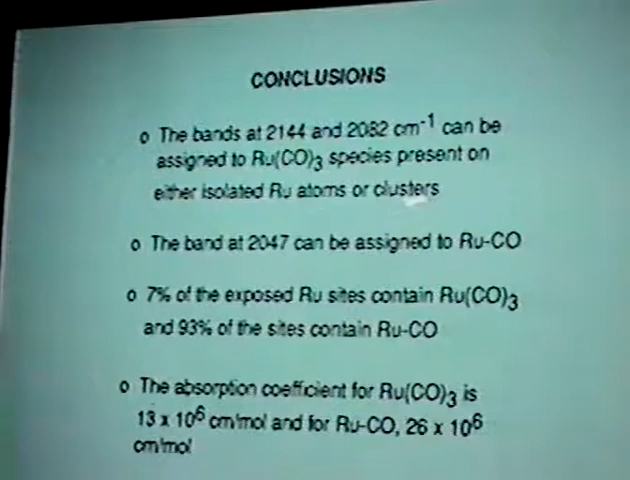 CONCLUSIONS
o The bands at 2144 and 2082 cm⁻¹ can be
assigned to Ru(CO)₃ species present on
either isolated Ru atoms or clusters
o The band at 2047 can be assigned to Ru-CO
o 7% of the exposed Ru sites contain Ru(CO)₃
and 93% of the sites contain Ru-CO
o The absorption coefficient for Ru(CO)₃ is
13 x 10⁶ cm/mol and for Ru-CO, 26 x 10⁶
cm/mol